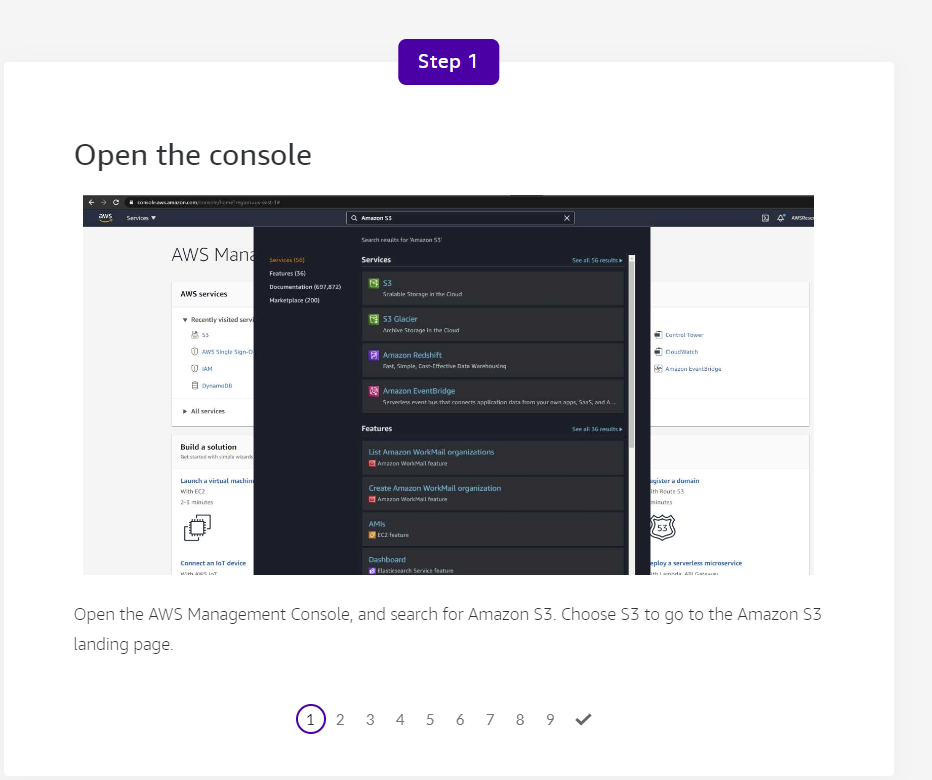 Step 1
Open the console
console.aws.amazon.com/console/home?region=us-east-1#
aws Services ▼ Amazon S3 AWSReser
Search results for 'Amazon S3'
AWS Mana
Services (56)
Features (36)
Documentation (697,872)
Marketplace (200)
Services See all 56 results ▶
S3
Scalable Storage in the Cloud
S3 Glacier
Archive Storage in the Cloud
Amazon Redshift
Fast, Simple, Cost-Effective Data Warehousing
Amazon EventBridge
Serverless event bus that connects application data from your own apps, SaaS, and A...
Features See all 36 results ▶
List Amazon WorkMail organizations
Amazon WorkMail feature
Create Amazon WorkMail organization
Amazon WorkMail feature
AMIs
EC2 feature
Dashboard
Elasticsearch Service feature
AWS services
▼ Recently visited servi
S3
AWS Single Sign-O
IAM
DynamoDB
▶ All services
Control Tower
CloudWatch
Amazon EventBridge
Build a solution
Get started with simple wizards
Launch a virtual machin
With EC2
2-3 minutes
Connect an IoT device
With AWS IoT
egister a domain
ith Route 53
minutes
53
eploy a serverless microservice
ith Lambda, API Gateway
Open the AWS Management Console, and search for Amazon S3. Choose S3 to go to the Amazon S3
landing page.
1 2 3 4 5 6 7 8 9